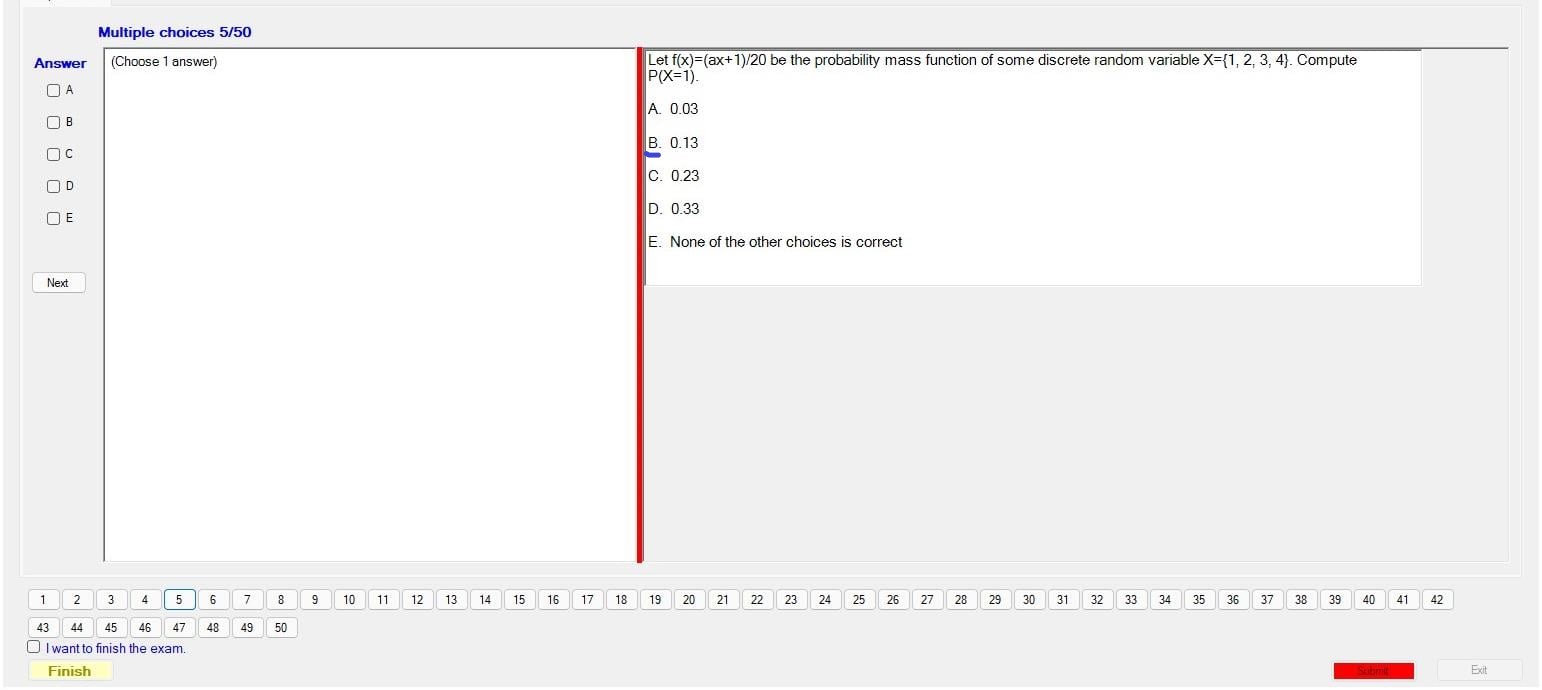 Multiple choices 5/50
Answer
(Choose 1 answer)
A
B
C
D
E
Next
Let f(x)=(ax+1)/20 be the probability mass function of some discrete random variable X={1, 2, 3, 4}. Compute
P(X=1).
A. 0.03
B. 0.13
C. 0.23
D. 0.33
E. None of the other choices is correct
1 2 3 4 5 6 7 8 9 10 11 12 13 14 15 16 17 18 19 20 21 22 23 24 25 26 27 28 29 30 31 32 33 34 35 36 37 38 39 40 41 42
43 44 45 46 47 48 49 50
I want to finish the exam.
Finish
Submit
Exit